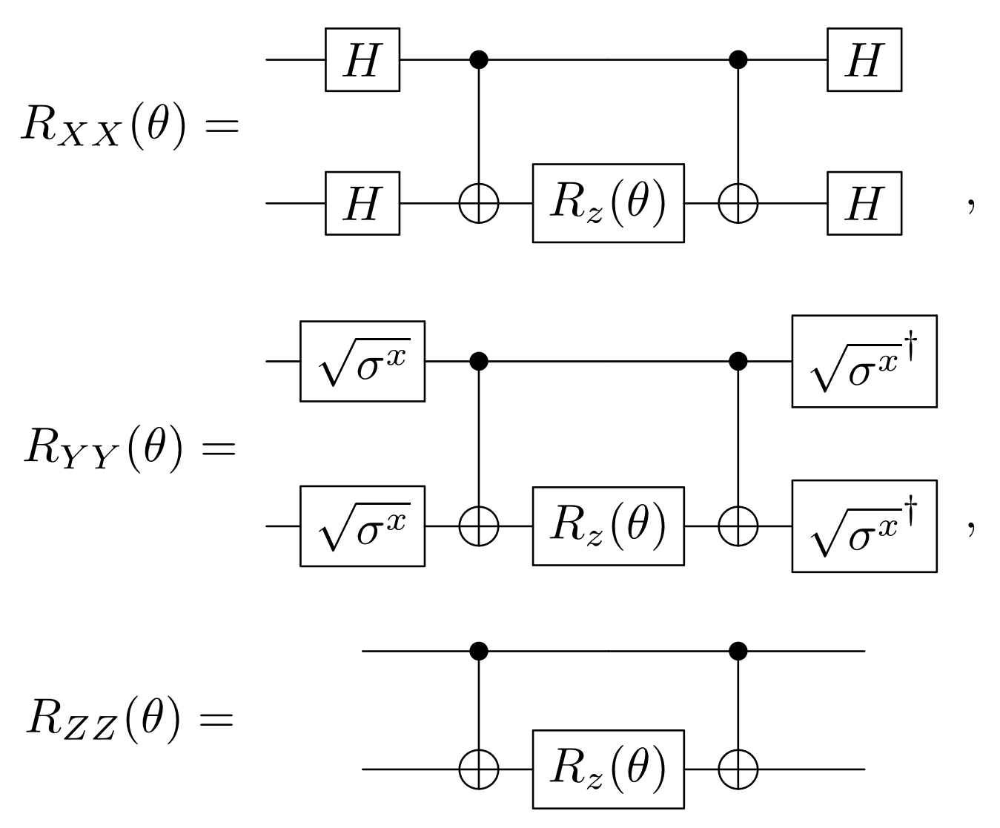 H H
R_{XX}(θ) =
H R_z(θ) H ,
√σ^x √σ^x^†
R_{YY}(θ) =
√σ^x R_z(θ) √σ^x^† ,
R_{ZZ}(θ) =
R_z(θ)